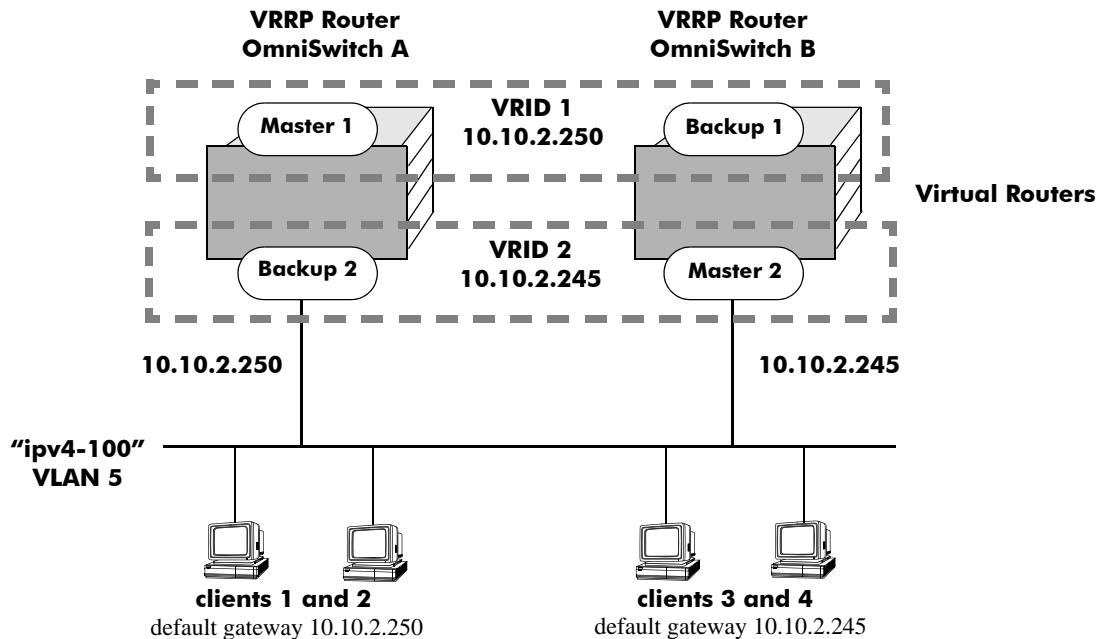 VRRP Router
OmniSwitch A
VRRP Router
OmniSwitch B
Master 1
VRID 1
10.10.2.250
Backup 1
Virtual Routers
Backup 2
VRID 2
10.10.2.245
Master 2
10.10.2.250
10.10.2.245
“ipv4-100”
VLAN 5
clients 1 and 2
default gateway 10.10.2.250
clients 3 and 4
default gateway 10.10.2.245